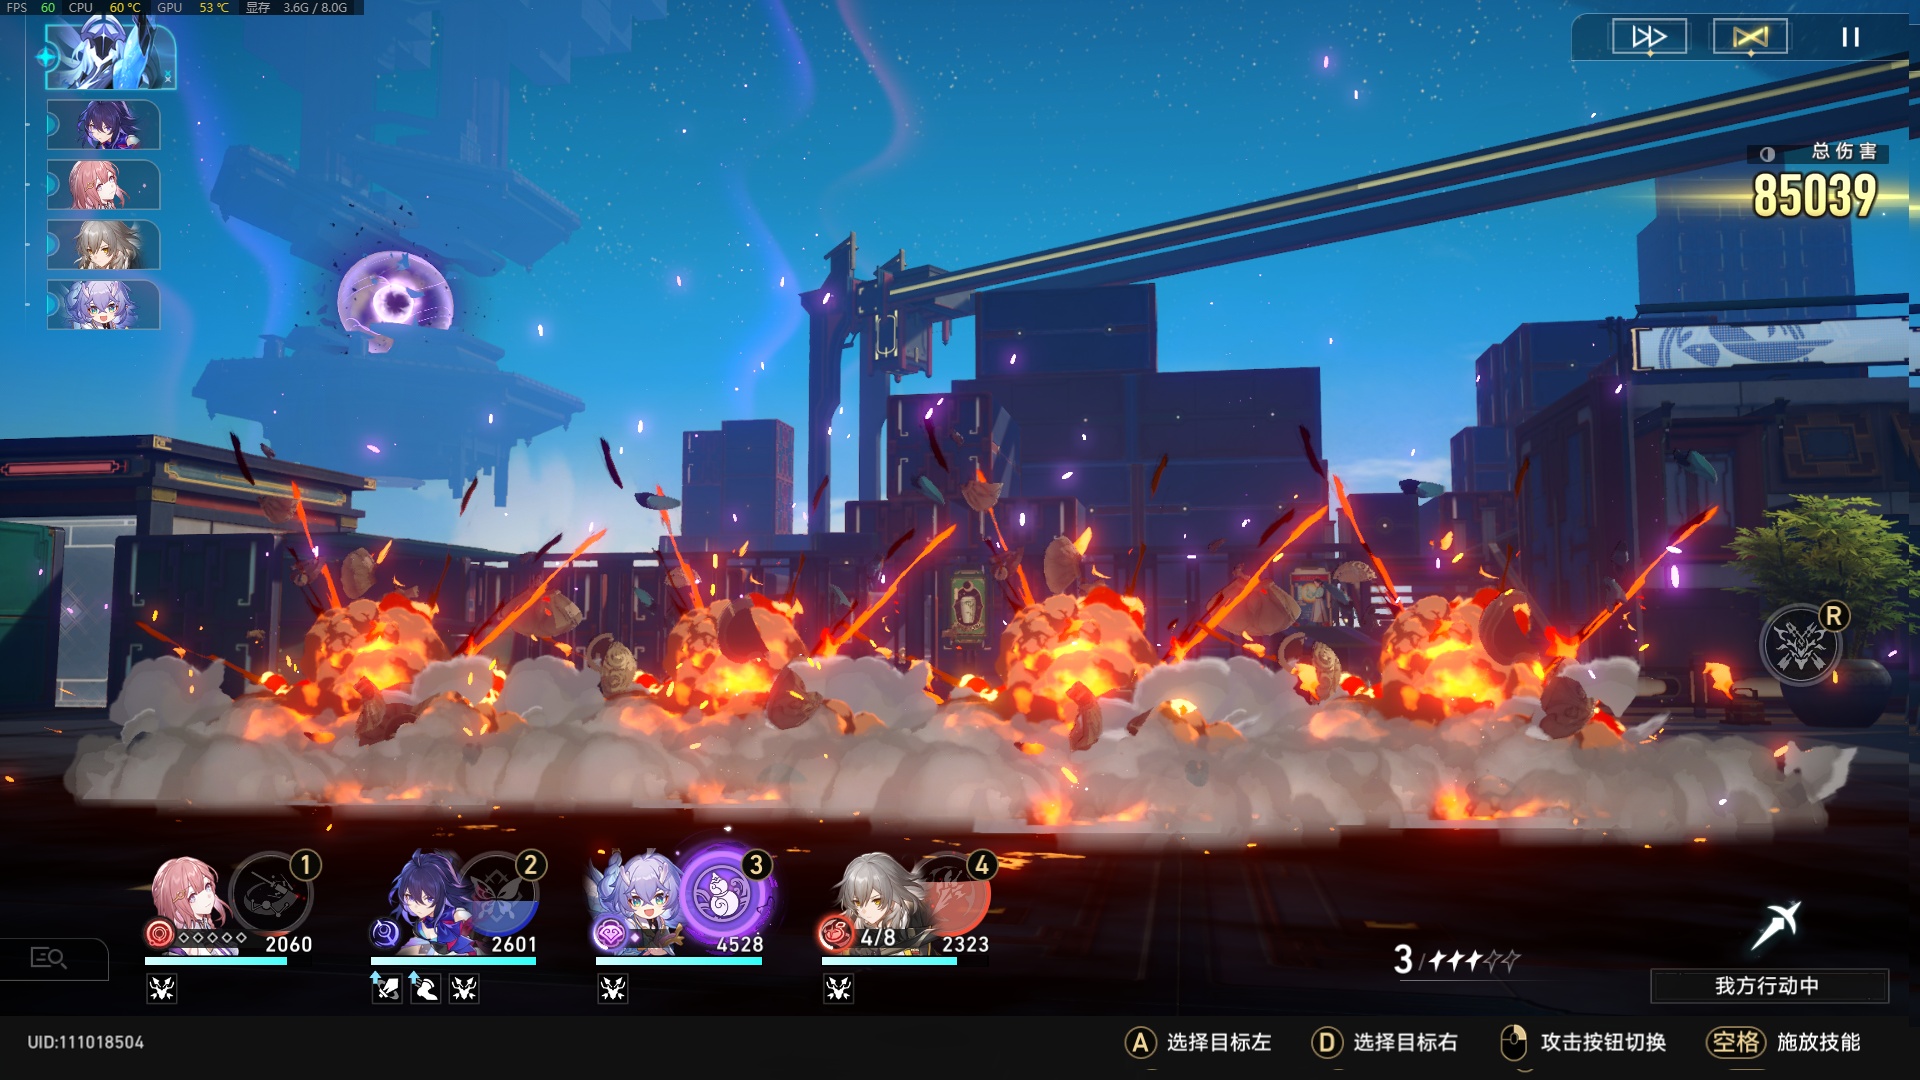 FPS 60 CPU 60 °C GPU 53 °C 显存 3.6G / 8.0G
总伤害
85039
R
1 2 3 4
4/8
2060 2601 4528 2323
3/
我方行动中
UID:111018504
A 选择目标左 D 选择目标右 攻击按钮切换 空格 施放技能